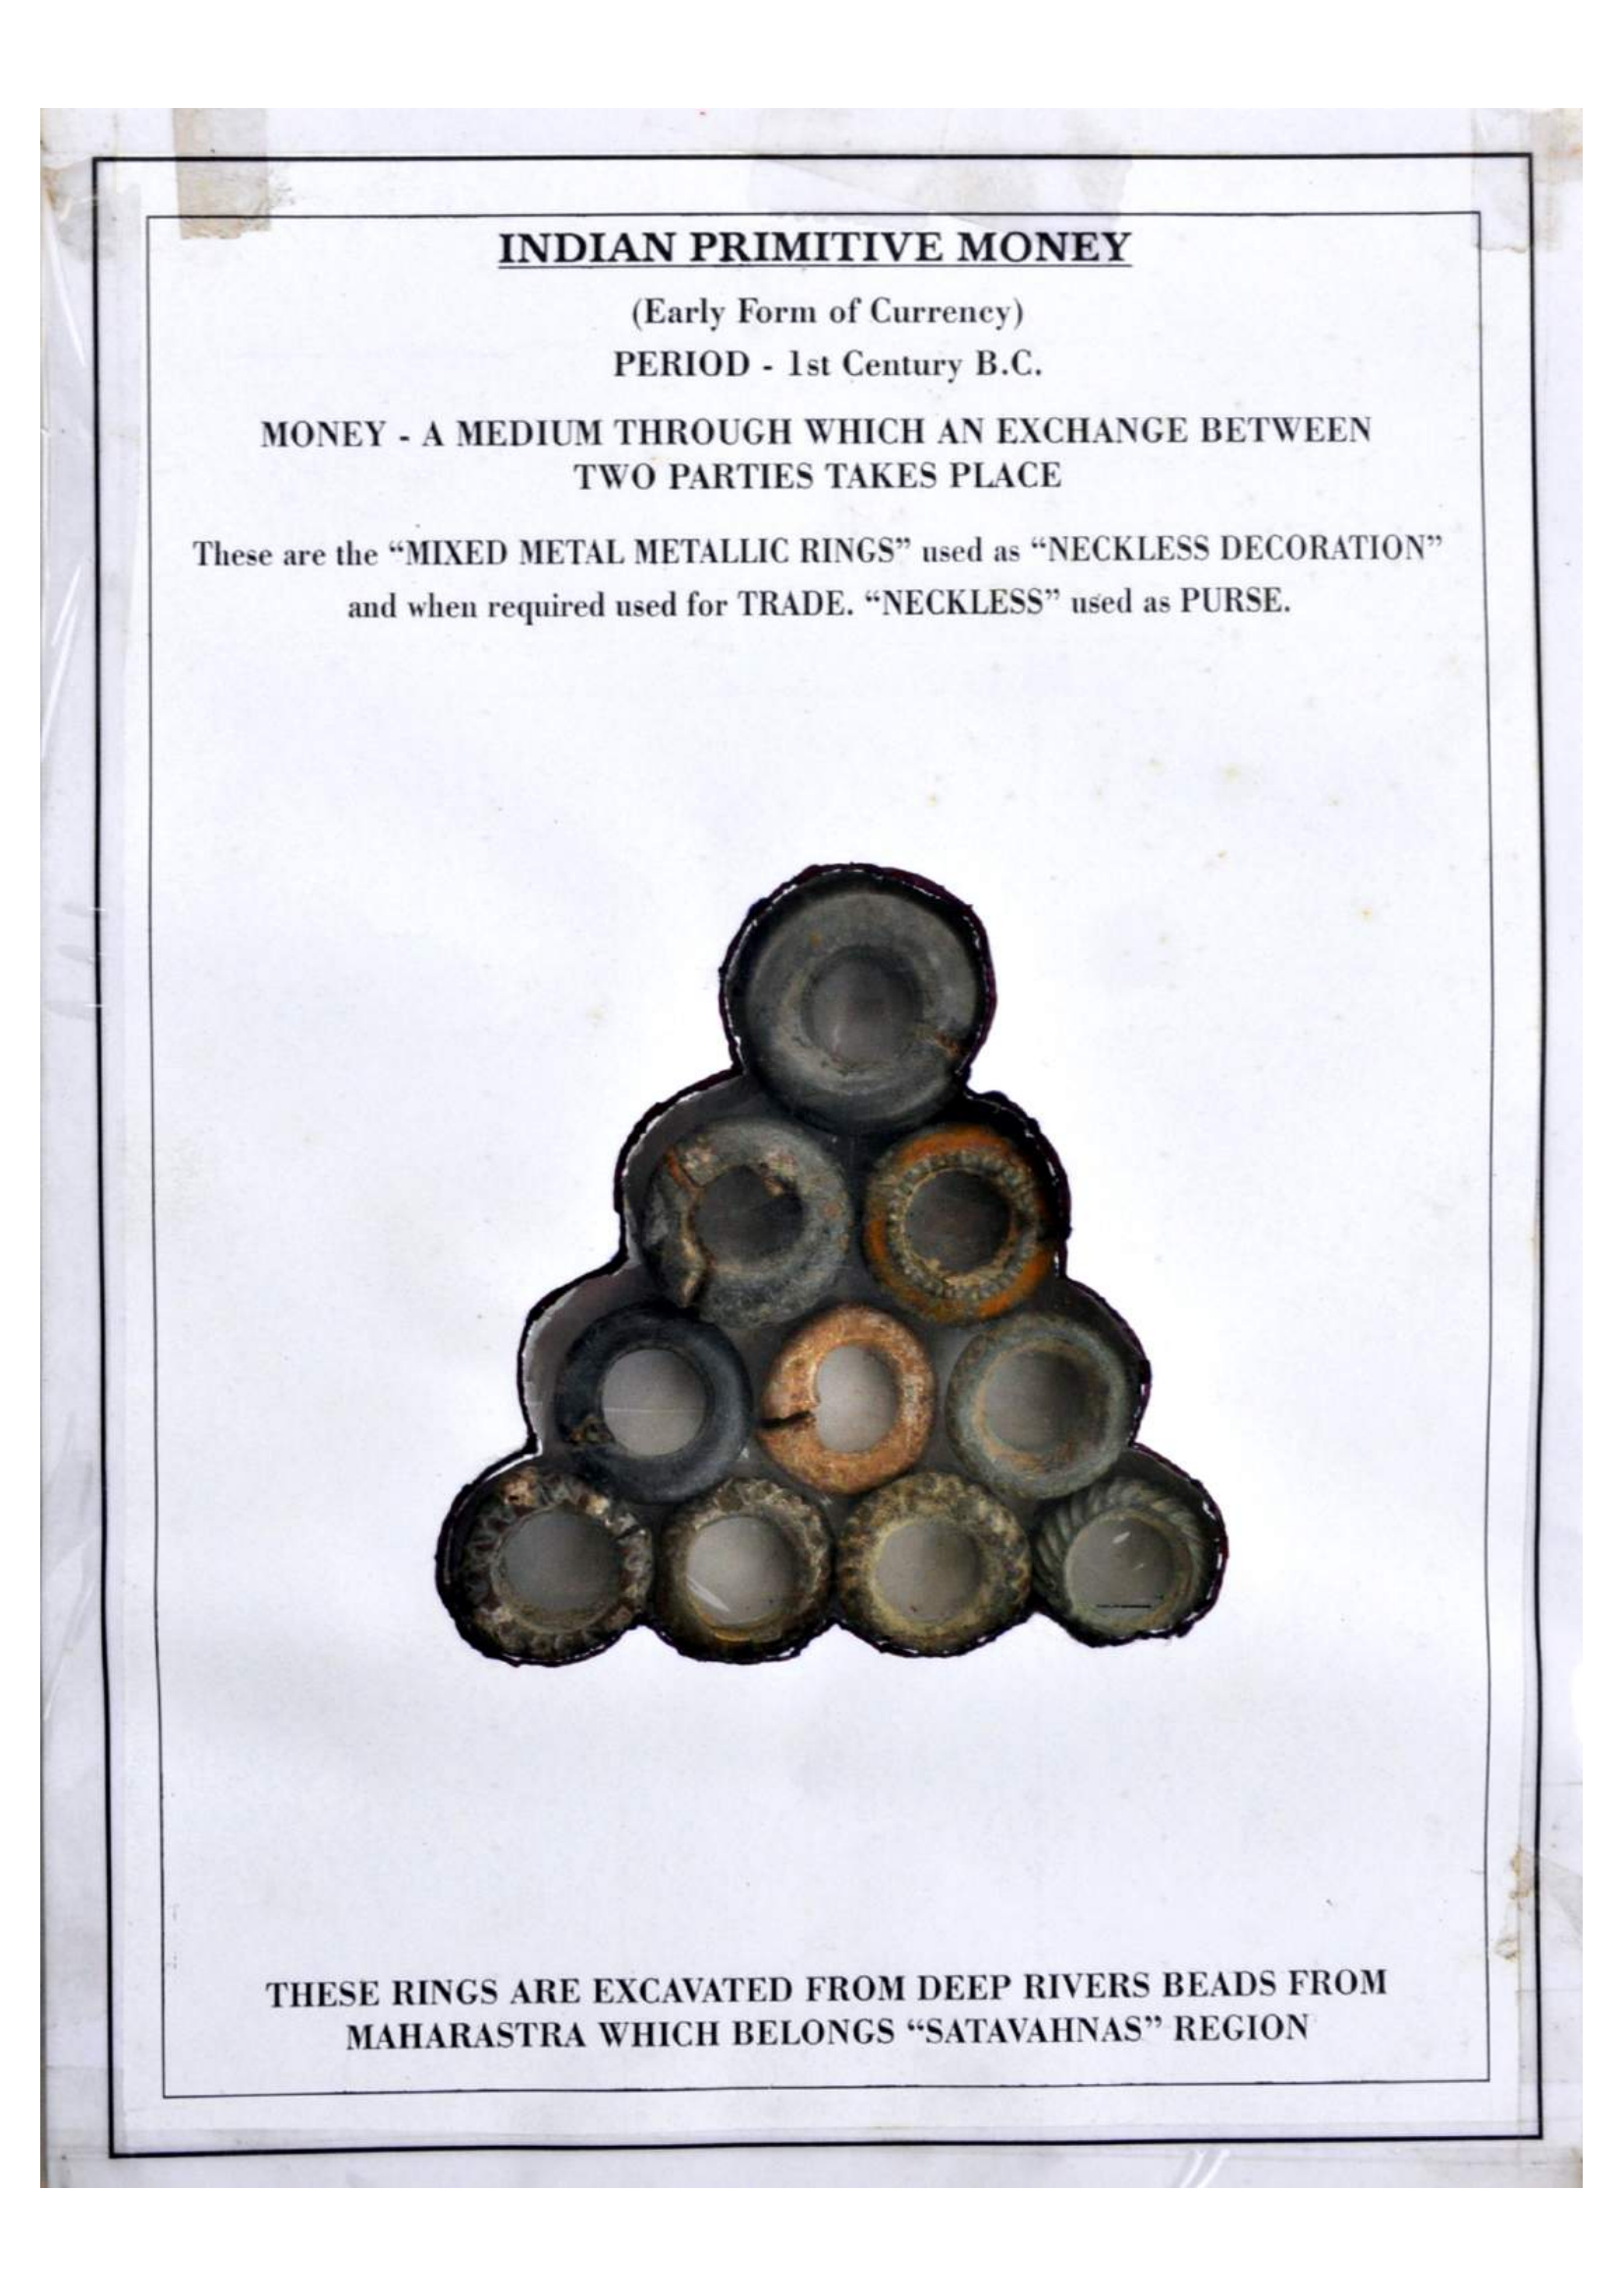 INDIAN PRIMITIVE MONEY
(Early Form of Currency)
PERIOD - 1st Century B.C.
MONEY - A MEDIUM THROUGH WHICH AN EXCHANGE BETWEEN
TWO PARTIES TAKES PLACE
These are the “MIXED METAL METALLIC RINGS” used as “NECKLESS DECORATION”
and when required used for TRADE. “NECKLESS” used as PURSE.
THESE RINGS ARE EXCAVATED FROM DEEP RIVERS BEADS FROM
MAHARASTRA WHICH BELONGS “SATAVAHNAS” REGION